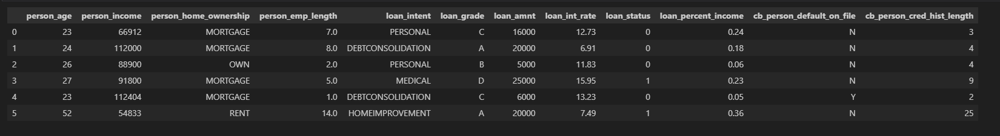 person_age person_income person_home_ownership person_emp_length loan_intent loan_grade loan_amnt loan_int_rate loan_status loan_percent_income cb_person_default_on_file cb_person_cred_hist_length
0 23 66912 MORTGAGE 7.0 PERSONAL C 16000 12.73 0 0.24 N 3
1 24 112000 MORTGAGE 8.0 DEBTCONSOLIDATION A 20000 6.91 0 0.18 N 4
2 26 88900 OWN 2.0 PERSONAL B 5000 11.83 0 0.06 N 4
3 27 91800 MORTGAGE 5.0 MEDICAL D 25000 15.95 1 0.23 N 9
4 23 112404 MORTGAGE 1.0 DEBTCONSOLIDATION C 6000 13.23 0 0.05 Y 2
5 52 54833 RENT 14.0 HOMEIMPROVEMENT A 20000 7.49 1 0.36 N 25